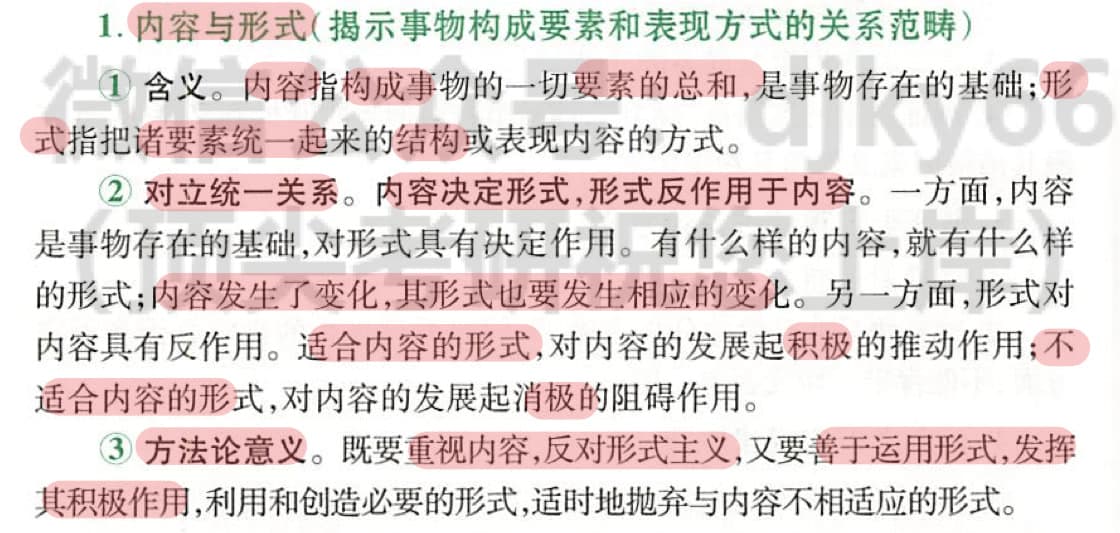 1. 内容与形式(揭示事物构成要素和表现方式的关系范畴)
① 含义。内容指构成事物的一切要素的总和,是事物存在的基础;形
式指把诸要素统一起来的结构或表现内容的方式。
② 对立统一关系。内容决定形式,形式反作用于内容。一方面,内容
是事物存在的基础,对形式具有决定作用。有什么样的内容,就有什么样
的形式;内容发生了变化,其形式也要发生相应的变化。另一方面,形式对
内容具有反作用。适合内容的形式,对内容的发展起积极的推动作用;不
适合内容的形式,对内容的发展起消极的阻碍作用。
③ 方法论意义。既要重视内容,反对形式主义,又要善于运用形式,发挥
其积极作用,利用和创造必要的形式,适时地抛弃与内容不相适应的形式。
微信公众号 djky66
(顶尖考研祝您上岸)